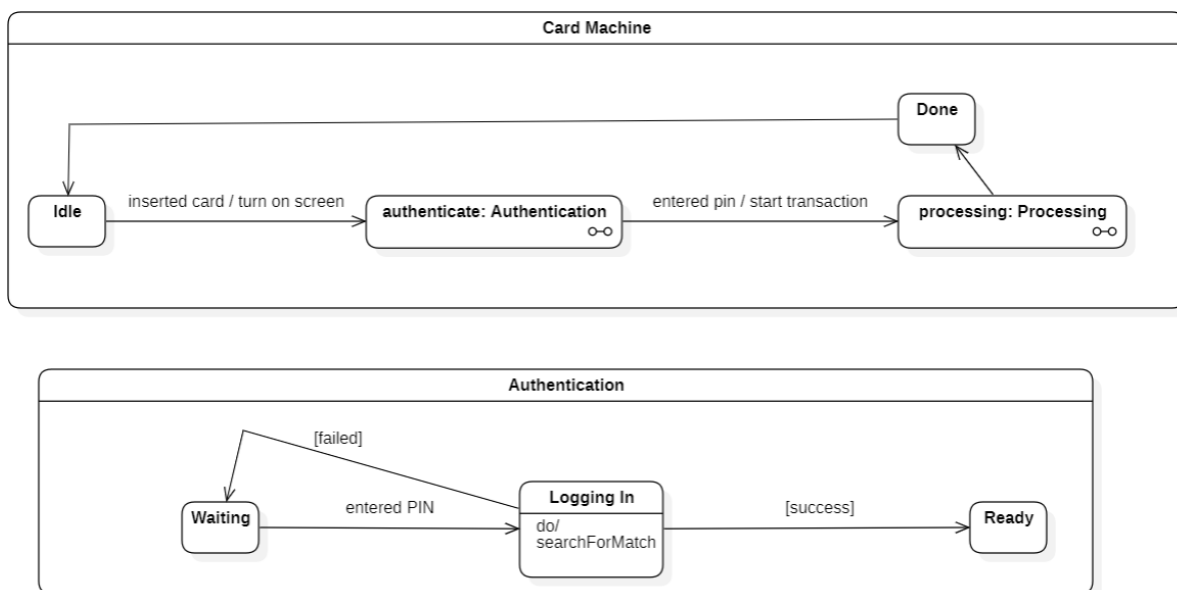 Card Machine
Done
Idle
inserted card / turn on screen
authenticate: Authentication
entered pin / start transaction
processing: Processing
Authentication
[failed]
Waiting
entered PIN
Logging In
do/
searchForMatch
[success]
Ready